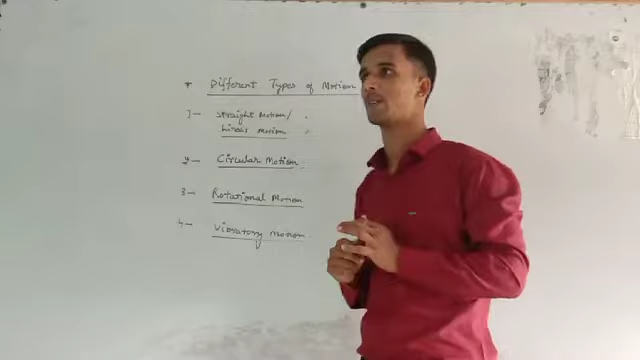 * Different Types of Motion
1- Straight Motion/
Linear Motion
2- Circular Motion
3- Rotational Motion
4- Vibratory Motion